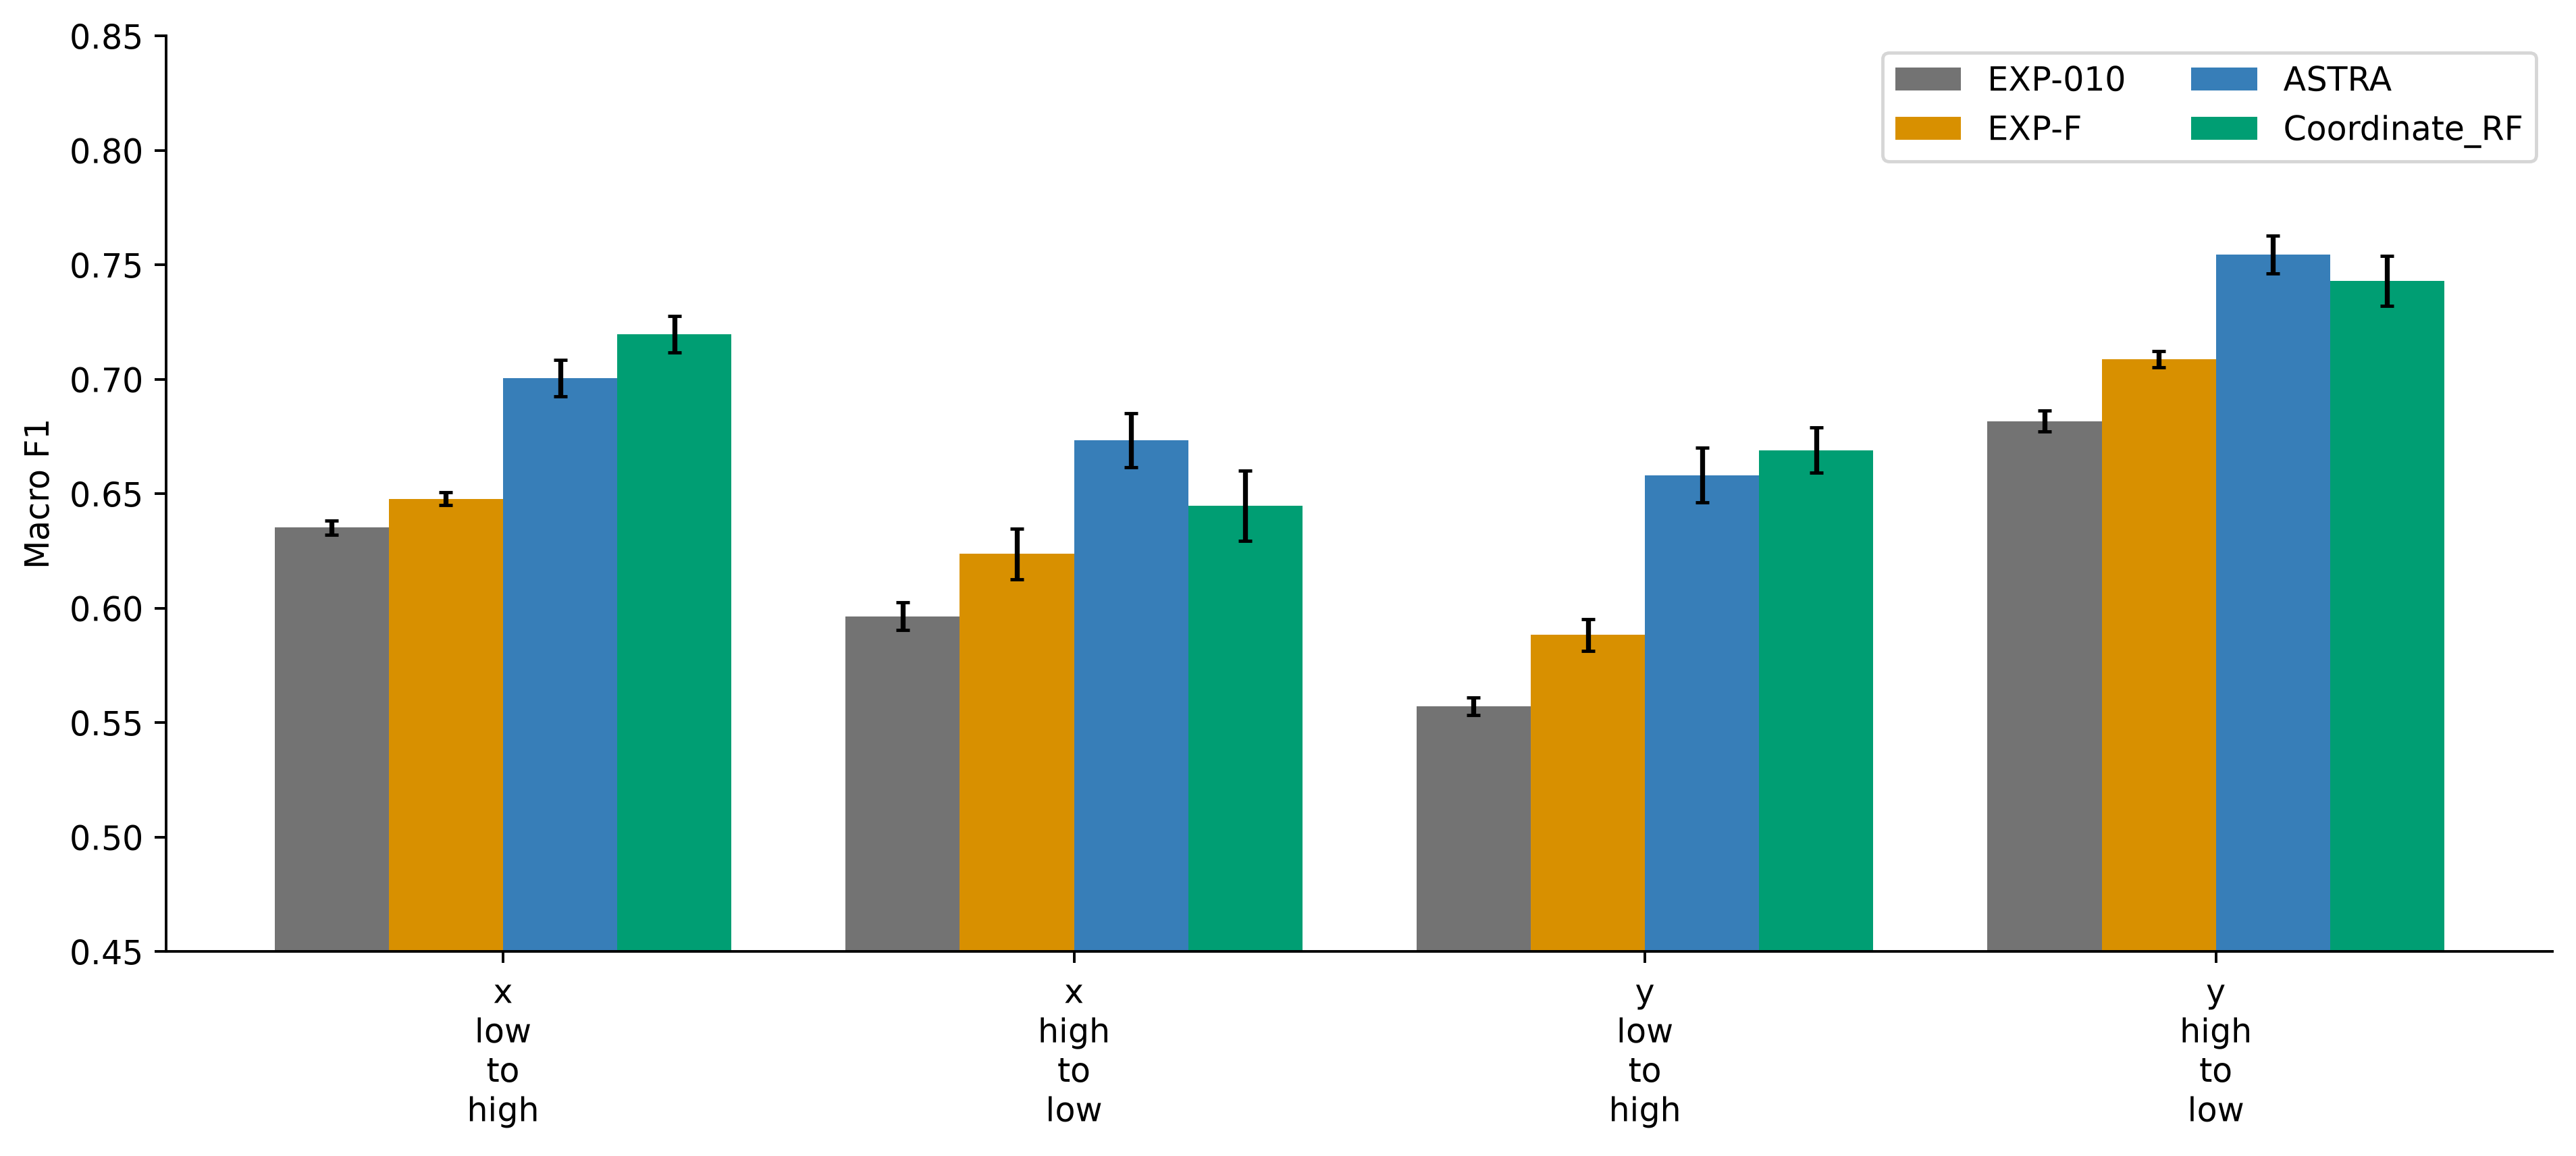 0.85
0.80
0.75
0.70
0.65
0.60
0.55
0.50
0.45
Macro F1
EXP-010
EXP-F
ASTRA
Coordinate_RF
x
low
to
high
x
high
to
low
y
low
to
high
y
high
to
low